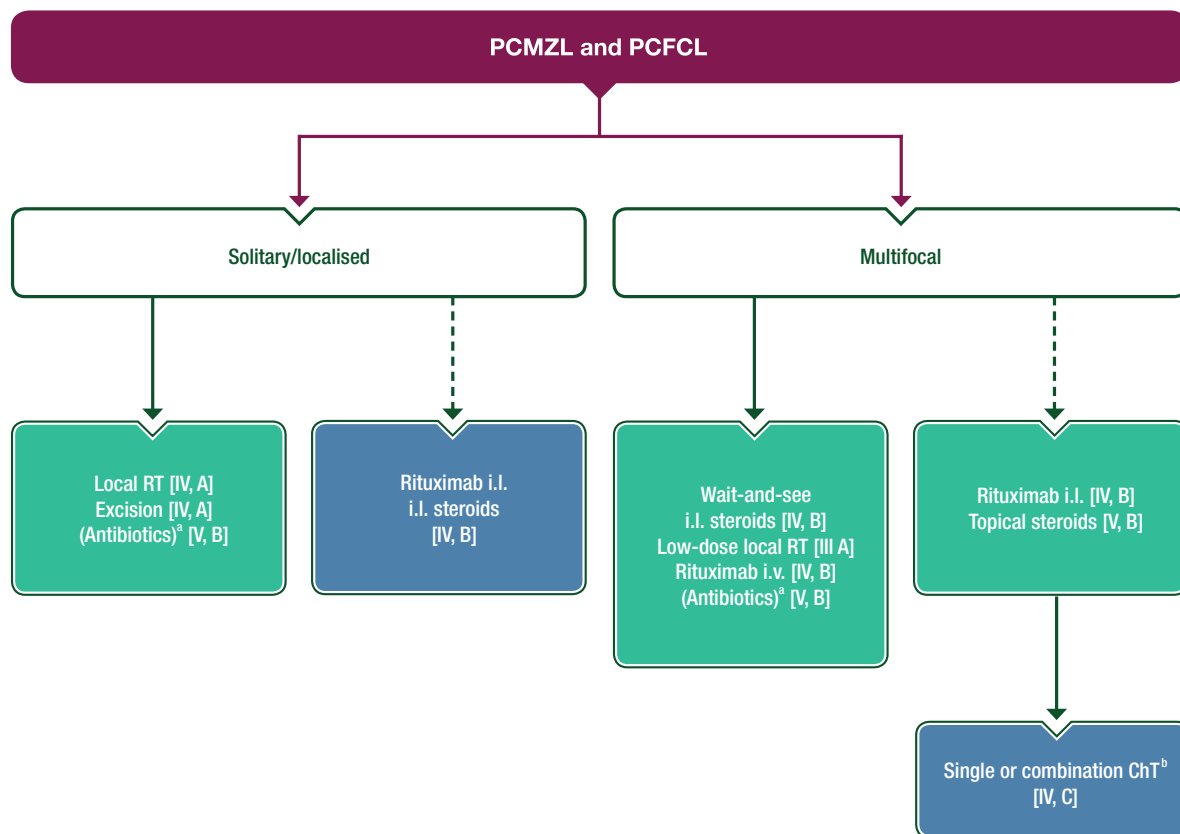 PCMZL and PCFCL
Solitary/localised
Multifocal
Local RT [IV, A]
Excision [IV, A]
(Antibiotics)a [V, B]
Rituximab i.l.
i.l. steroids
[IV, B]
Wait-and-see
i.l. steroids [IV, B]
Low-dose local RT [III A]
Rituximab i.v. [IV, B]
(Antibiotics)a [V, B]
Rituximab i.l. [IV, B]
Topical steroids [V, B]
Single or combination ChTb
[IV, C]